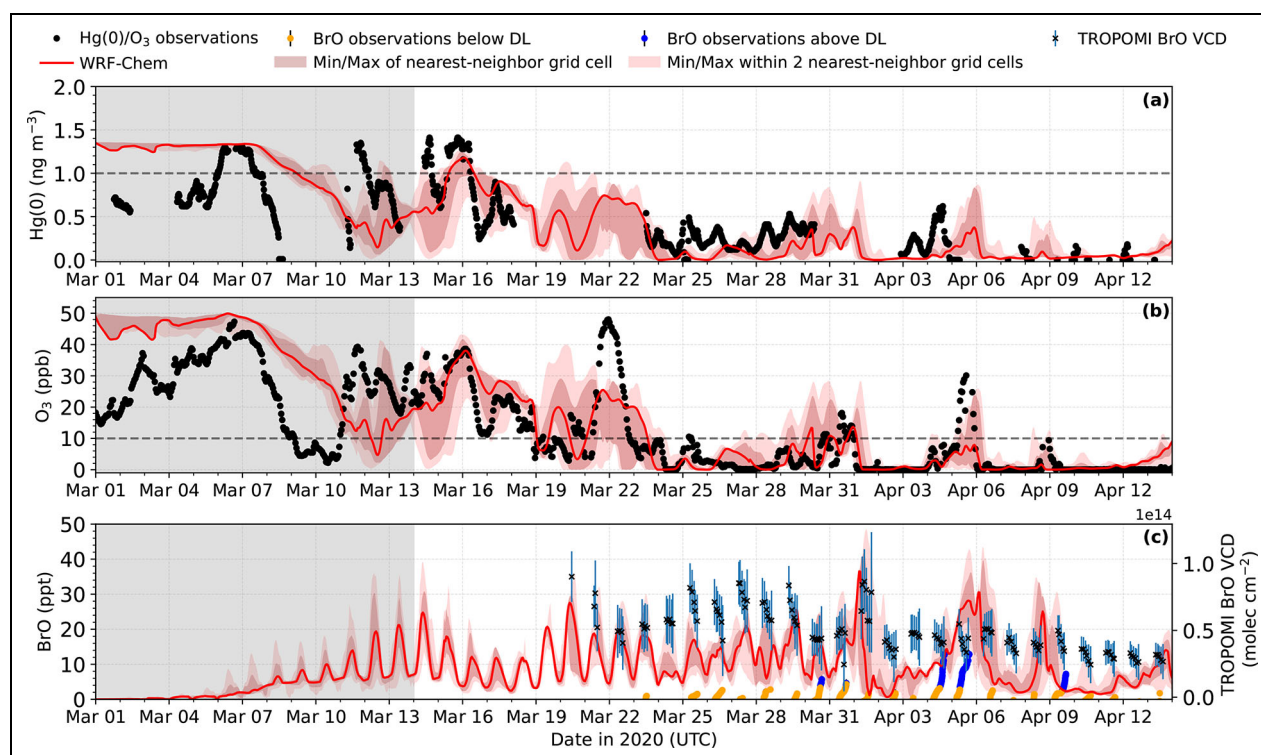 Hg(0)/O₃ observations BrO observations below DL BrO observations above DL TROPOMI BrO VCD
WRF-Chem Min/Max of nearest-neighbor grid cell Min/Max within 2 nearest-neighbor grid cells
(a)
Hg(0) (ng m⁻³)
2.0
1.5
1.0
0.5
0.0
Mar 01 Mar 04 Mar 07 Mar 10 Mar 13 Mar 16 Mar 19 Mar 22 Mar 25 Mar 28 Mar 31 Apr 03 Apr 06 Apr 09 Apr 12
(b)
O₃ (ppb)
50
40
30
20
10
0
Mar 01 Mar 04 Mar 07 Mar 10 Mar 13 Mar 16 Mar 19 Mar 22 Mar 25 Mar 28 Mar 31 Apr 03 Apr 06 Apr 09 Apr 12
1e14
(c)
BrO (ppt)
50
40
30
20
10
0
1.0
0.5
0.0
TROPOMI BrO VCD
(molec cm⁻²)
Mar 01 Mar 04 Mar 07 Mar 10 Mar 13 Mar 16 Mar 19 Mar 22 Mar 25 Mar 28 Mar 31 Apr 03 Apr 06 Apr 09 Apr 12
Date in 2020 (UTC)